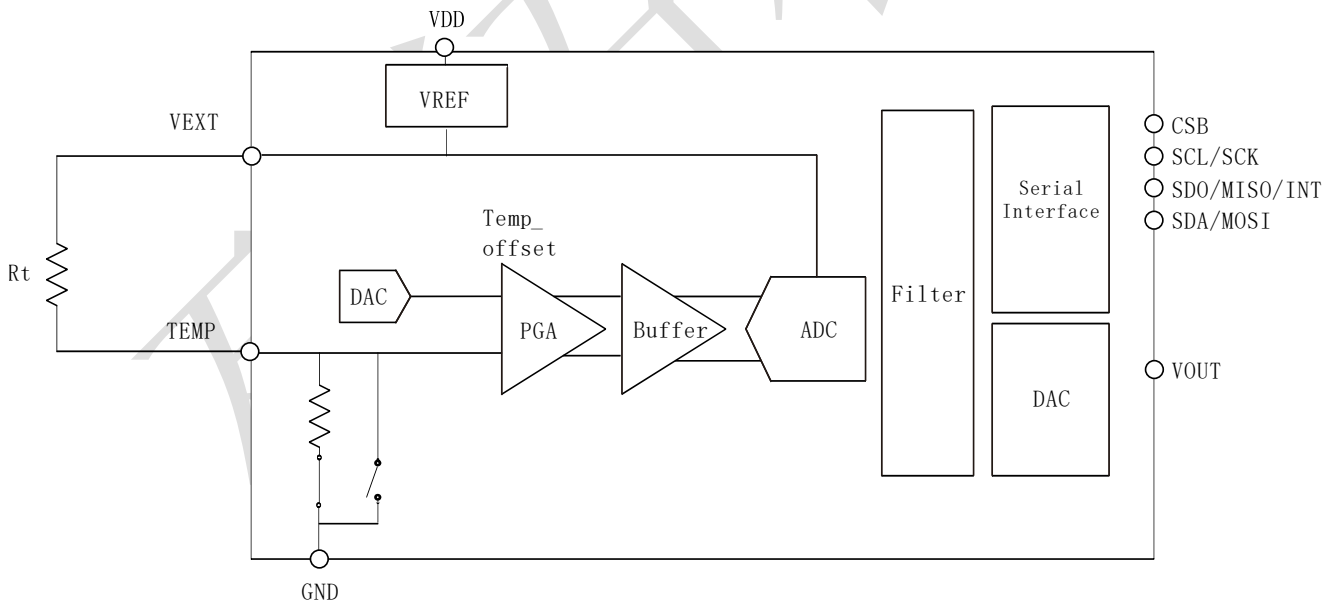 VDD
VREF
VEXT
CSB
SCL/SCK
SDO/MISO/INT
SDA/MOSI
Serial
Interface
Temp_
offset
Rt
DAC
Filter
TEMP
PGA
Buffer
ADC
VOUT
DAC
GND